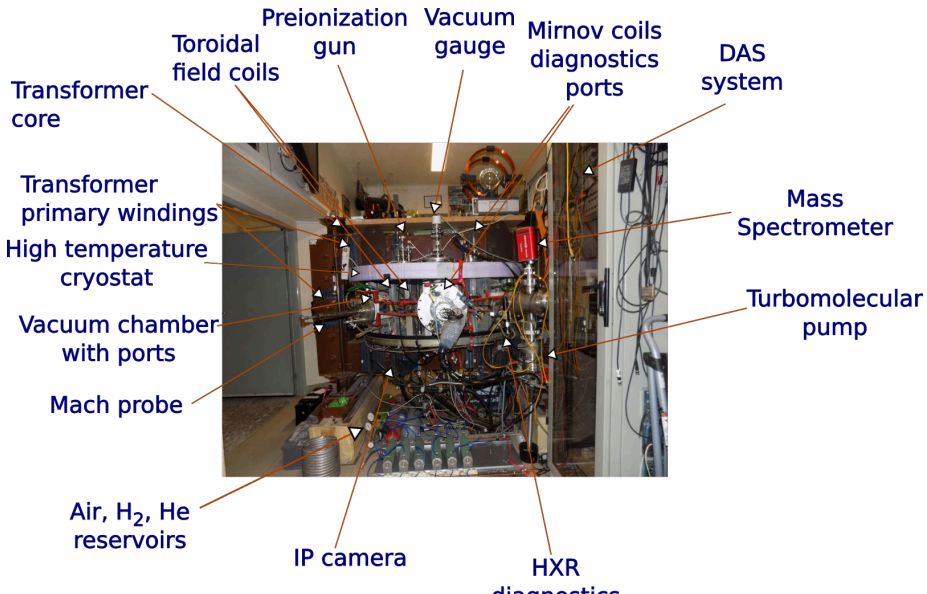 Preionization
gun
Vacuum
gauge
Mirnov coils
diagnostics
ports
Toroidal
field coils
DAS
system
Transformer
core
Transformer
primary windings
Mass
Spectrometer
High temperature
cryostat
Turbomolecular
pump
Vacuum chamber
with ports
Mach probe
Air, H₂, He
reservoirs
IP camera
HXR
diagnostics